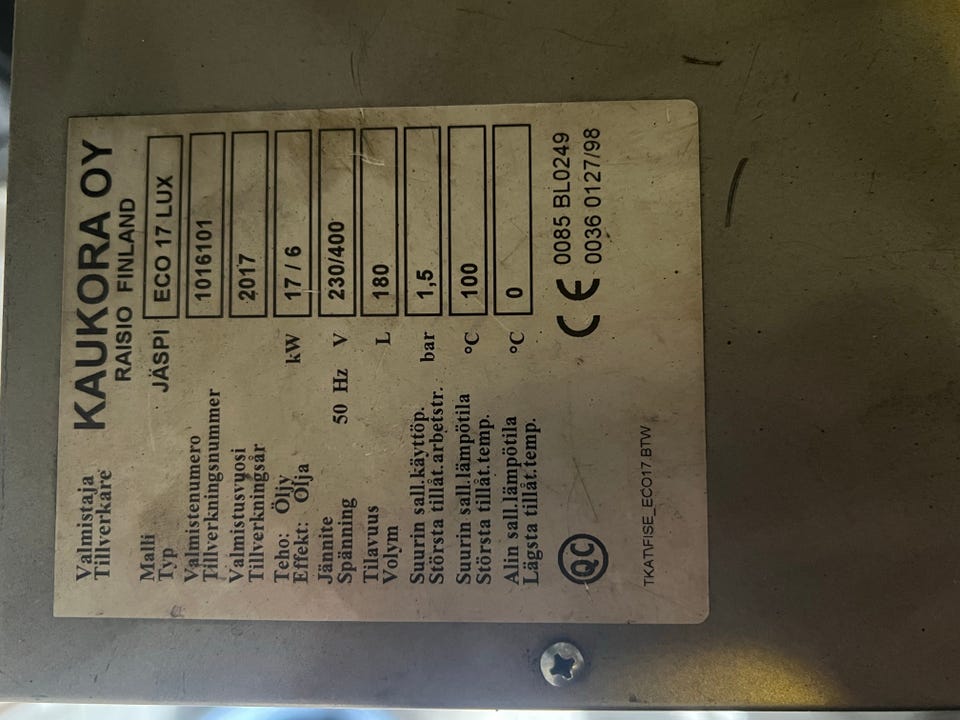 Valmistaja KAUKORA OY
Tillverkare RAISIO FINLAND
Malli JÄSPI ECO 17 LUX
Typ
Valmistenumero 1016101
Tillverkningsnummer
Valmistusvuosi 2017
Tillverkningsår
Teho: Öljy kW 17 / 6
Effekt: Olja
Jännite 50 Hz V 230/400
Spänning
Tilavuus L 180
Volym
Suurin sall.käyttöp. bar 1,5
Största tillåt.arbetstr.
Suurin sall.lämpötila °C 100
Största tillåt.temp.
Alin sall.lämpötila °C 0
Lägsta tillåt.temp.
QC CE 0085 BL0249
0036 0127/98
TKAT\FISE_ECO17.BTW